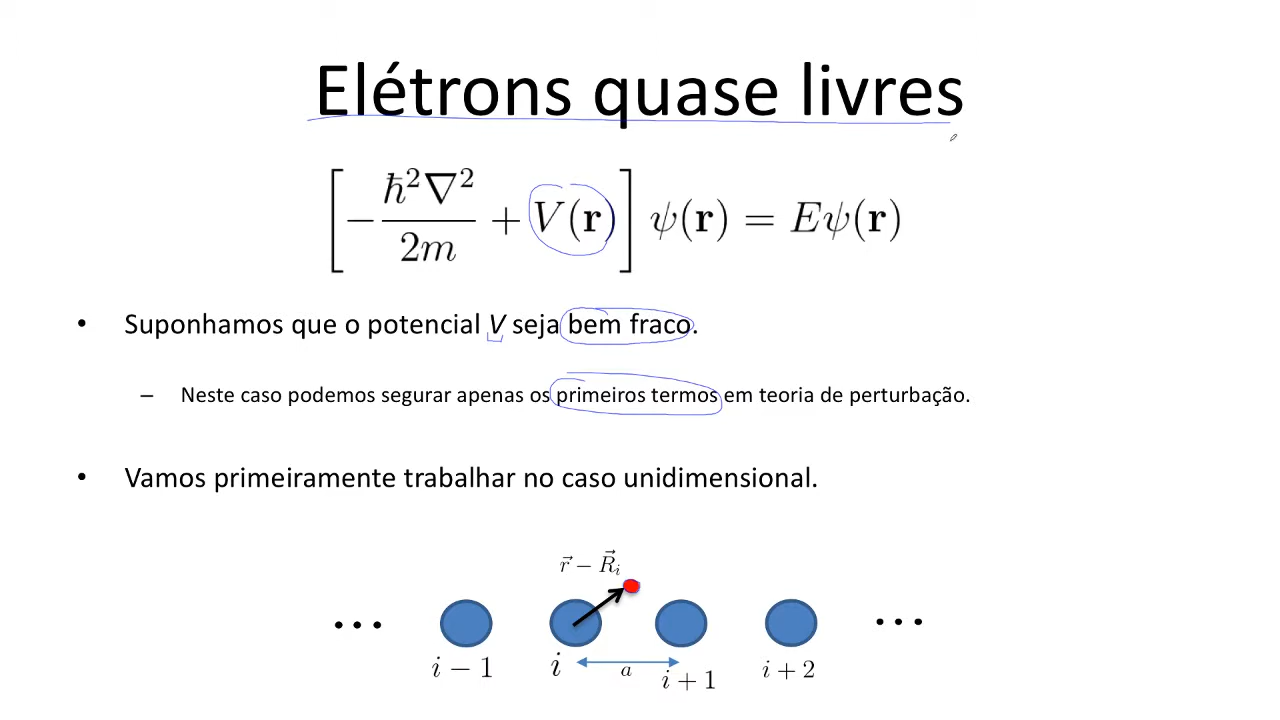 Elétrons quase livres
[-ħ²∇²/2m + V(r)] ψ(r) = Eψ(r)
• Suponhamos que o potencial V seja bem fraco.
– Neste caso podemos segurar apenas os primeiros termos em teoria de perturbação.
• Vamos primeiramente trabalhar no caso unidimensional.
r⃗ − R⃗ᵢ
... ...
i − 1 i a i + 1 i + 2